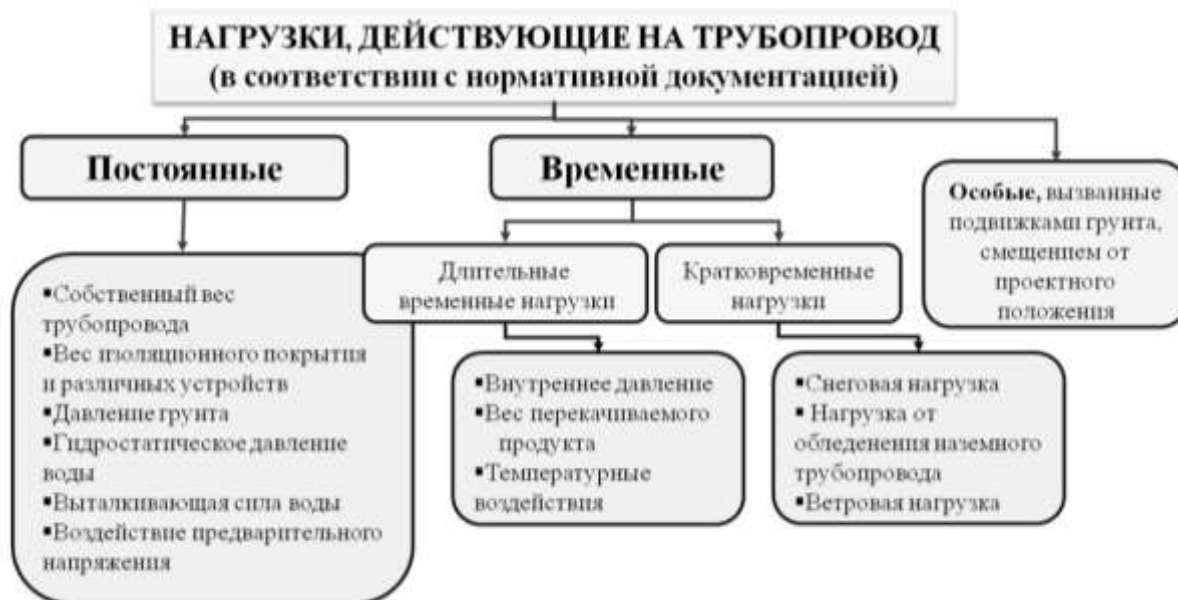 НАГРУЗКИ, ДЕЙСТВУЮЩИЕ НА ТРУБОПРОВОД
(в соответствии с нормативной документацией)
Постоянные
▪Собственный вес
трубопровода
▪Вес изоляционного покрытия
и различных устройств
▪Давление грунта
▪Гидростатическое давление
воды
▪Выталкивающая сила воды
▪Воздействие предварительного
напряжения
Временные
Длительные
временные нагрузки
▪Внутреннее давление
▪Вес перекачиваемого
продукта
▪Температурные
воздействия
Кратковременные
нагрузки
▪Снеговая нагрузка
▪ Нагрузка от
обледенения наземного
трубопровода
▪Ветровая нагрузка
Особые, вызванные
подвижками грунта,
смещением от
проектного
положения